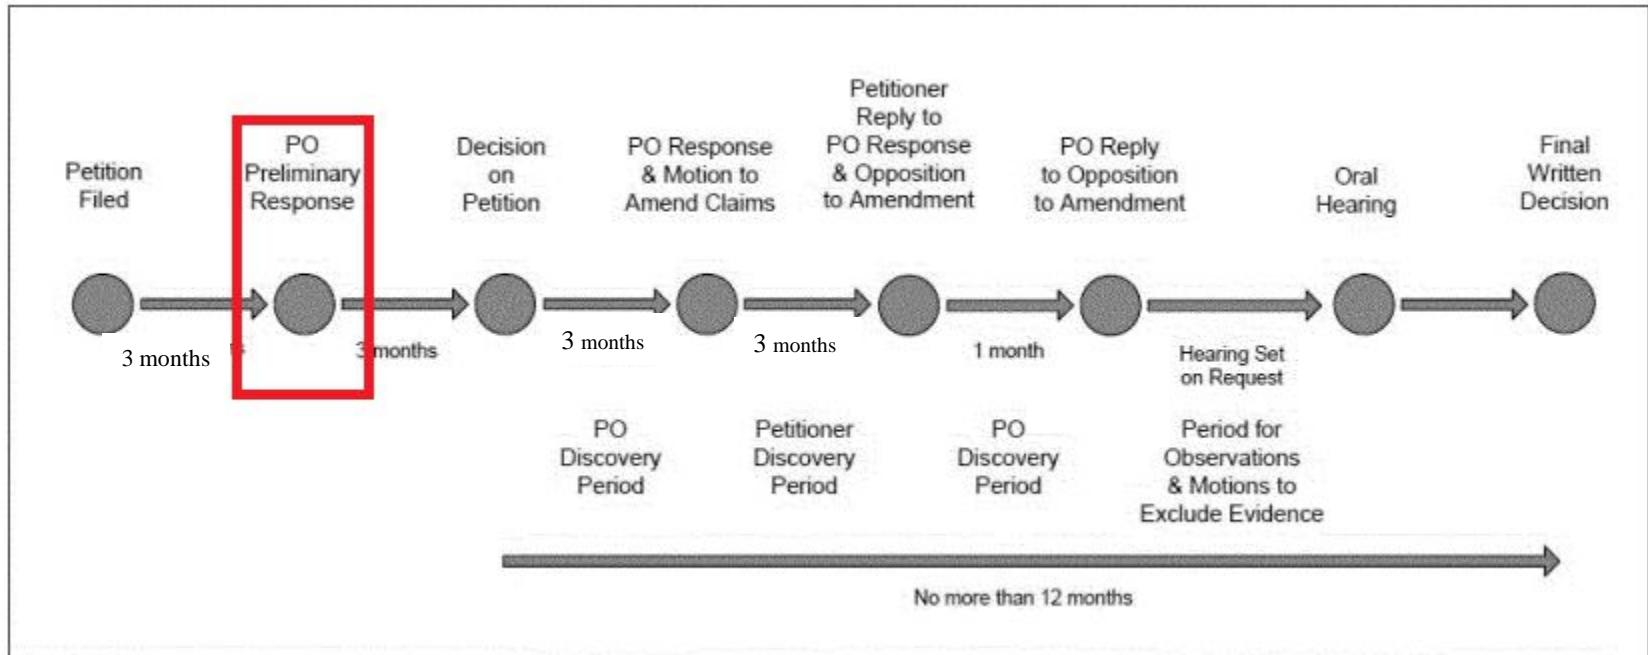 Petition
Filed
PO
Preliminary
Response
Decision
on
Petition
PO Response
& Motion to
Amend Claims
Petitioner
Reply to
PO Response
& Opposition
to Amendment
PO Reply
to Opposition
to Amendment
Oral
Hearing
Final
Written
Decision
3 months
3 months
3 months
3 months
1 month
Hearing Set
on Request
PO
Discovery
Period
Petitioner
Discovery
Period
PO
Discovery
Period
Period for
Observations
& Motions to
Exclude Evidence
No more than 12 months